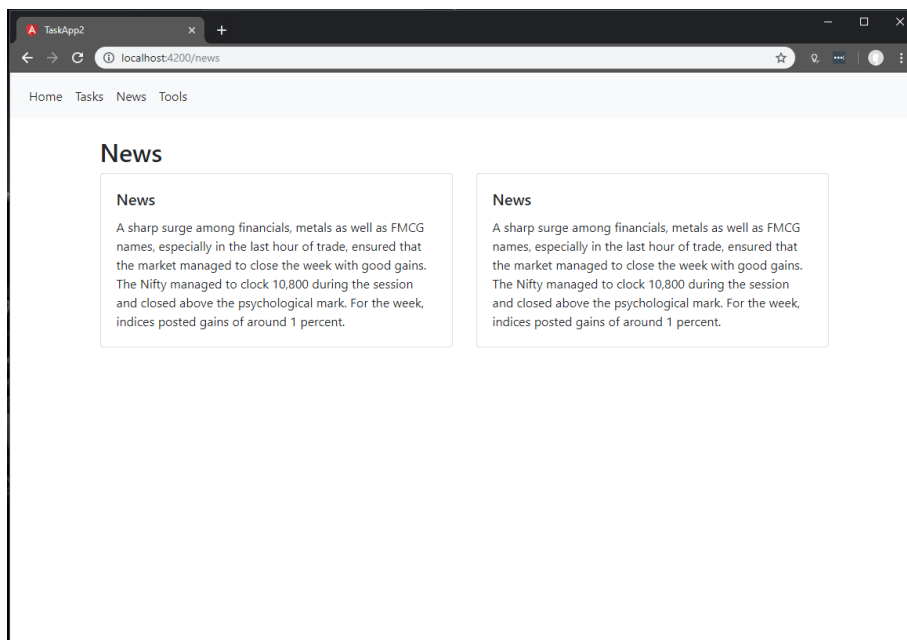 TaskApp2
localhost:4200/news
Home Tasks News Tools
News
News
A sharp surge among financials, metals as well as FMCG
names, especially in the last hour of trade, ensured that
the market managed to close the week with good gains.
The Nifty managed to clock 10,800 during the session
and closed above the psychological mark. For the week,
indices posted gains of around 1 percent.
News
A sharp surge among financials, metals as well as FMCG
names, especially in the last hour of trade, ensured that
the market managed to close the week with good gains.
The Nifty managed to clock 10,800 during the session
and closed above the psychological mark. For the week,
indices posted gains of around 1 percent.